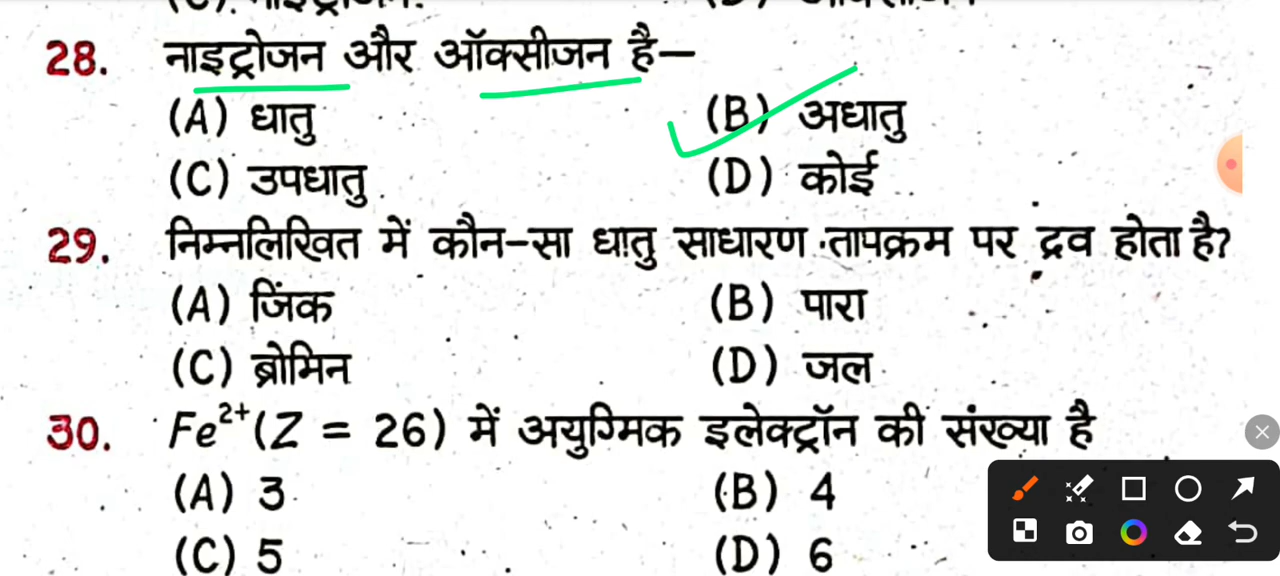 28. नाइट्रोजन और ऑक्सीजन है—
(A) धातु (B) अधातु
(C) उपधातु (D) कोई
29. निम्नलिखित में कौन-सा धातु साधारण तापक्रम पर द्रव होता है?
(A) जिंक (B) पारा
(C) ब्रोमिन (D) जल
30. Fe²⁺(Z = 26) में अयुग्मिक इलेक्ट्रॉन की संख्या है
(A) 3 (B) 4
(C) 5 (D) 6